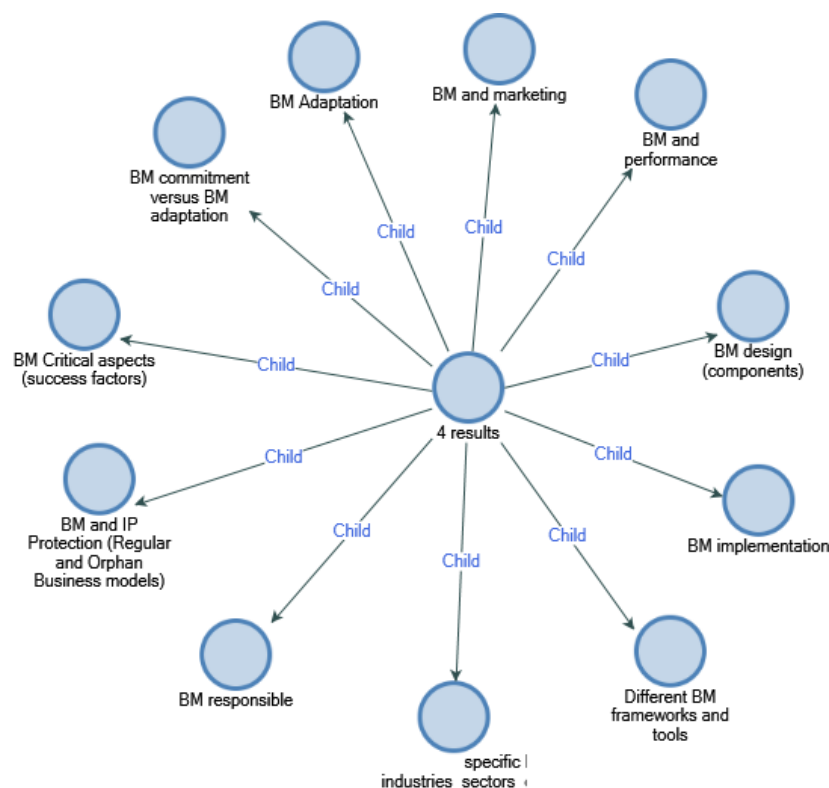 BM Adaptation
BM and marketing
BM and
performance
BM commitment
versus BM
adaptation
Child
Child
Child
Child
BM Critical aspects
(success factors)
Child
Child
BM design
(components)
4 results
BM and IP
Protection (Regular
and Orphan
Business models)
Child
Child
BM implementation
Child
Child
Child
BM responsible
Different BM
frameworks and
tools
specific
industries sectors